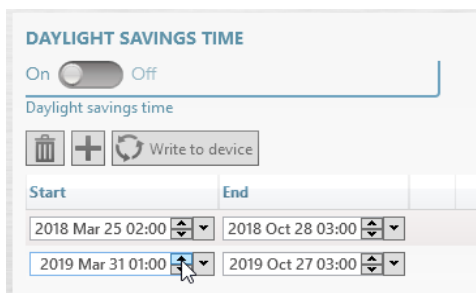 DAYLIGHT SAVINGS TIME
On Off
Daylight savings time
Write to device
Start End
2018 Mar 25 02:00 2018 Oct 28 03:00
2019 Mar 31 01:00 2019 Oct 27 03:00